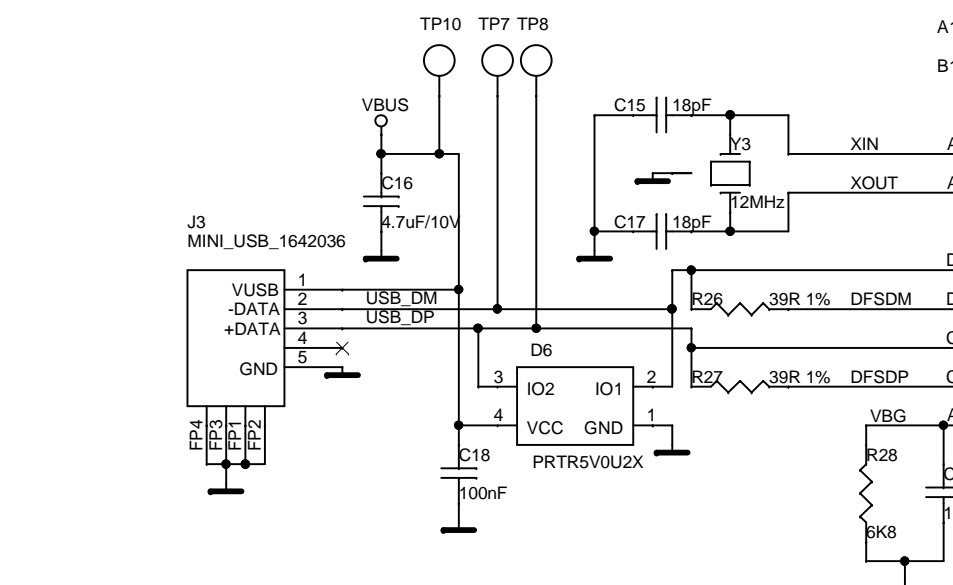 TP10 TP7 TP8
A1
B1
VBUS
C15 18pF
Y3
XIN
C16
XOUT
12MHz
4.7uF/10V
C17 18pF
J3
MINI_USB_1642036
VUSB 1
-DATA 2 USB_DM
+DATA 3 USB_DP
4
GND 5
R26 39R 1% DFSDM
D6
R27 39R 1% DFSDP
3 IO2 IO1 2
4 VCC GND 1
PRTR5V0U2X
FP4 FP3 FP1 FP2
VBG
C18
100nF
R28
6K8